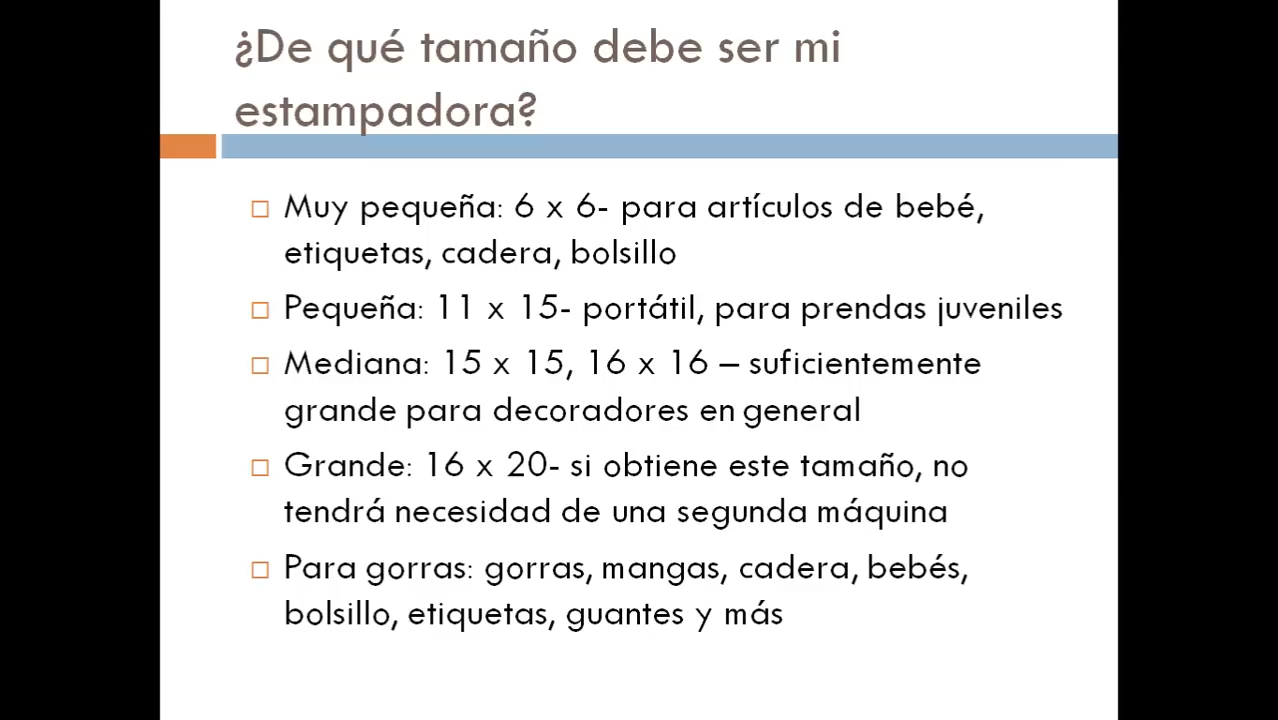 ¿De qué tamaño debe ser mi
estampadora?
Muy pequeña: 6 x 6- para artículos de bebé,
etiquetas, cadera, bolsillo
Pequeña: 11 x 15- portátil, para prendas juveniles
Mediana: 15 x 15, 16 x 16 – suficientemente
grande para decoradores en general
Grande: 16 x 20- si obtiene este tamaño, no
tendrá necesidad de una segunda máquina
Para gorras: gorras, mangas, cadera, bebés,
bolsillo, etiquetas, guantes y más